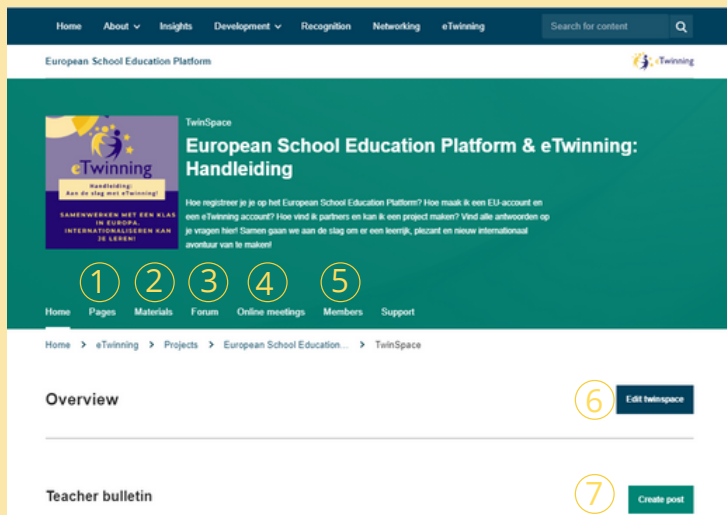 Home About Insights Development Recognition Networking eTwinning Search for content
European School Education Platform
eTwinning
TwinSpace
European School Education Platform & eTwinning:
Handleiding
eTwinning
Handleiding:
Aan de slag met eTwinning!
SAMENWERKEN MET EEN KLAS
IN EUROPA.
INTERNATIONALISEREN KAN
JE LEREN!
Hoe registreer je je op het European School Education Platform? Hoe maak ik een EU-account en
een eTwinning account? Hoe vind ik partners en kan ik een project maken? Vind alle antwoorden op
je vragen hier! Samen gaan we aan de slag om er een leerrijk, plezant en nieuw internationaal
avontuur van te maken!
1 2 3 4 5
Home Pages Materials Forum Online meetings Members Support
Home > eTwinning > Projects > European School Education... > TwinSpace
Overview
6 Edit twinspace
Teacher bulletin
7 Create post